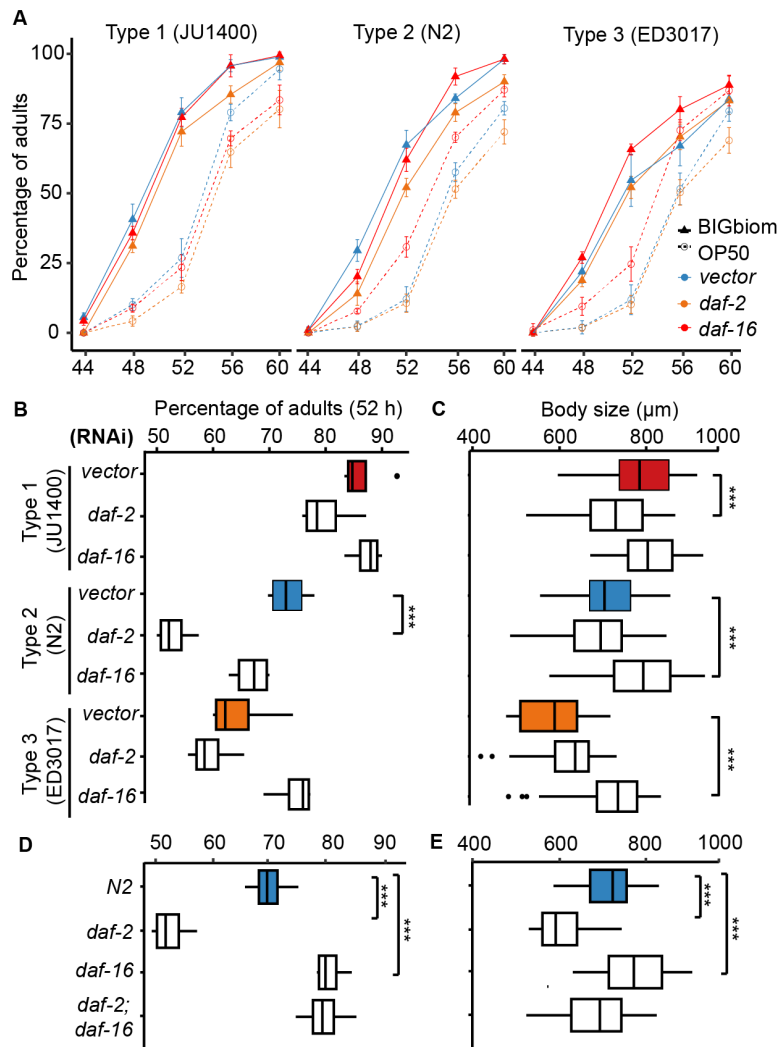 A
Type 1 (JU1400)
Type 2 (N2)
Type 3 (ED3017)
Percentage of adults
100
75
50
25
0
BIGbiom
OP50
vector
daf-2
daf-16
44 48 52 56 60
44 48 52 56 60
44 48 52 56 60
B
Percentage of adults (52 h)
(RNAi)
50 60 70 80 90
Type 1
(JU1400)
vector
daf-2
daf-16
Type 2
(N2)
vector
daf-2
daf-16
***
Type 3
(ED3017)
vector
daf-2
daf-16
C
Body size (µm)
400 600 800 1000
***
***
***
D
50 60 70 80 90
N2
daf-2
daf-16
daf-2;
daf-16
***
***
E
400 600 800 1000
***
***